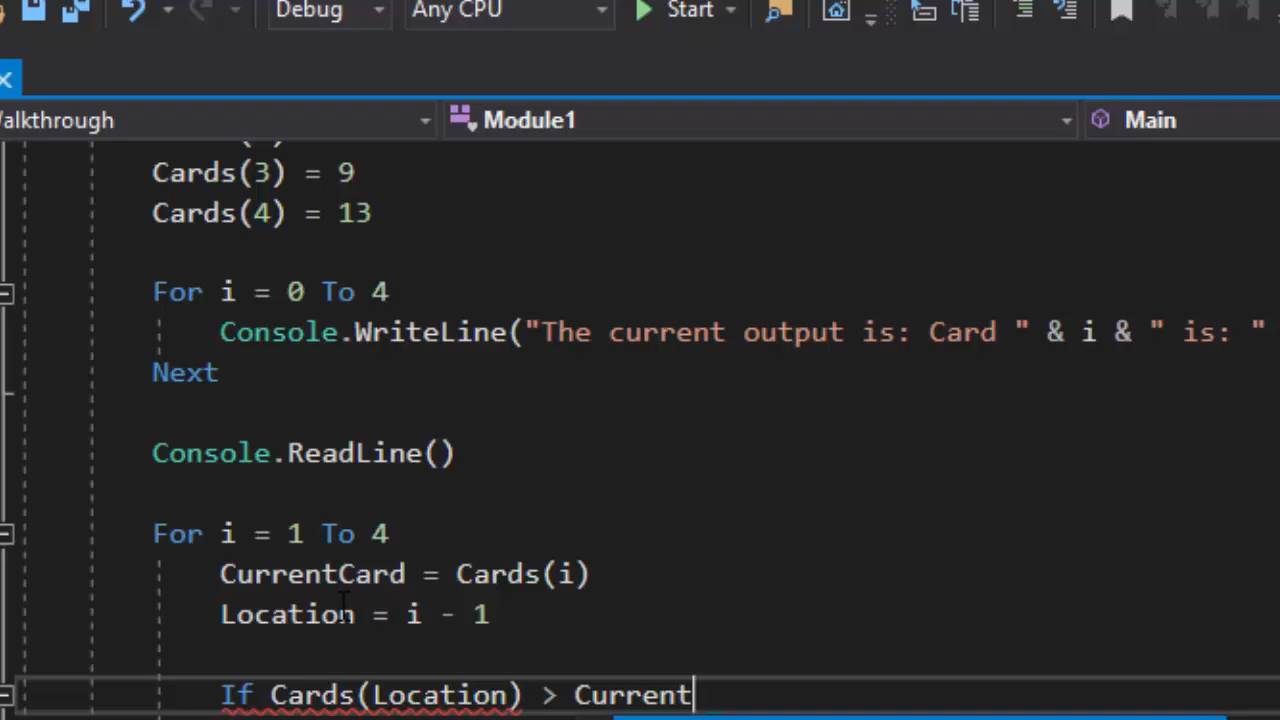 Debug Any CPU Start
alkthrough Module1 Main
Cards(3) = 9
Cards(4) = 13
For i = 0 To 4
Console.WriteLine("The current output is: Card " & i & " is: "
Next
Console.ReadLine()
For i = 1 To 4
CurrentCard = Cards(i)
Location = i - 1
If Cards(Location) > Current